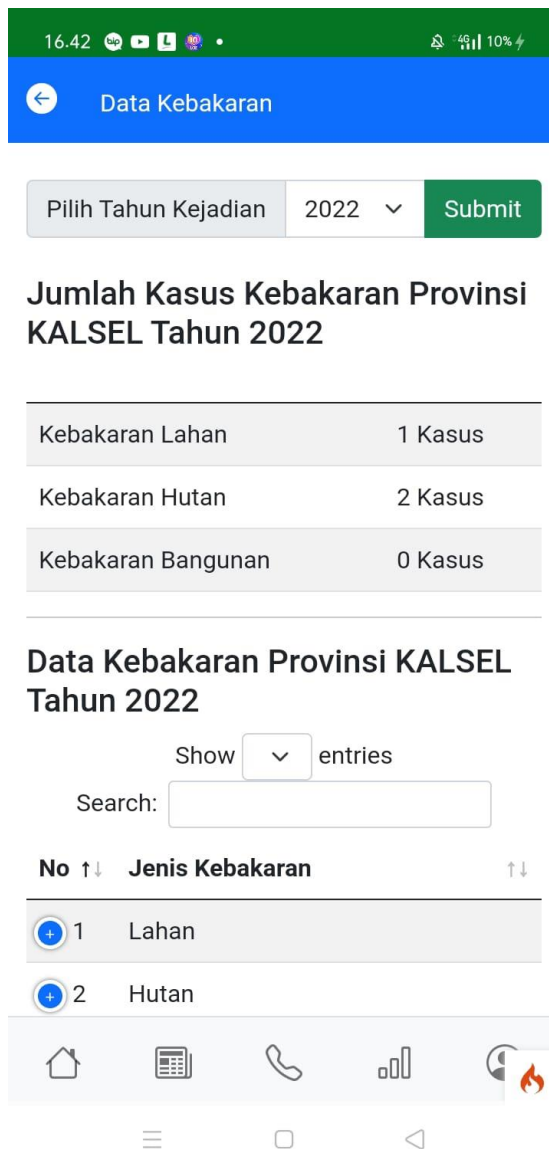 16.42
10%
Data Kebakaran
Pilih Tahun Kejadian 2022 Submit
Jumlah Kasus Kebakaran Provinsi
KALSEL Tahun 2022
Kebakaran Lahan 1 Kasus
Kebakaran Hutan 2 Kasus
Kebakaran Bangunan 0 Kasus
Data Kebakaran Provinsi KALSEL
Tahun 2022
Show entries
Search:
No Jenis Kebakaran
1 Lahan
2 Hutan